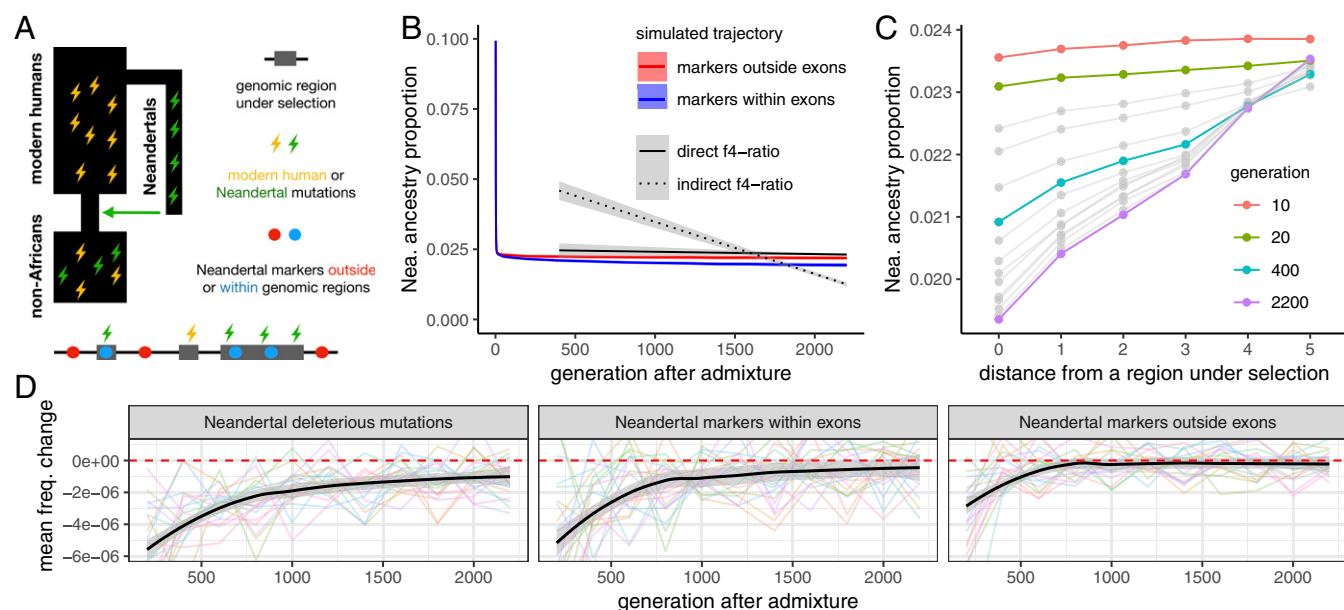 A
modern humans
Neandertals
non-Africans
genomic region
under selection
modern human or
Neandertal mutations
Neandertal markers outside
or within genomic regions
B
Nea. ancestry proportion
0.100
0.075
0.050
0.025
0.000
simulated trajectory
markers outside exons
markers within exons
direct f4−ratio
indirect f4−ratio
0
500
1000
1500
2000
generation after admixture
C
Nea. ancestry proportion
0.024
0.023
0.022
0.021
0.020
generation
10
20
400
2200
0
1
2
3
4
5
distance from a region under selection
D
mean freq. change
Neandertal deleterious mutations
Neandertal markers within exons
Neandertal markers outside exons
0e+00
−2e−06
−4e−06
−6e−06
500
1000
1500
2000
500
1000
1500
2000
500
1000
1500
2000
generation after admixture